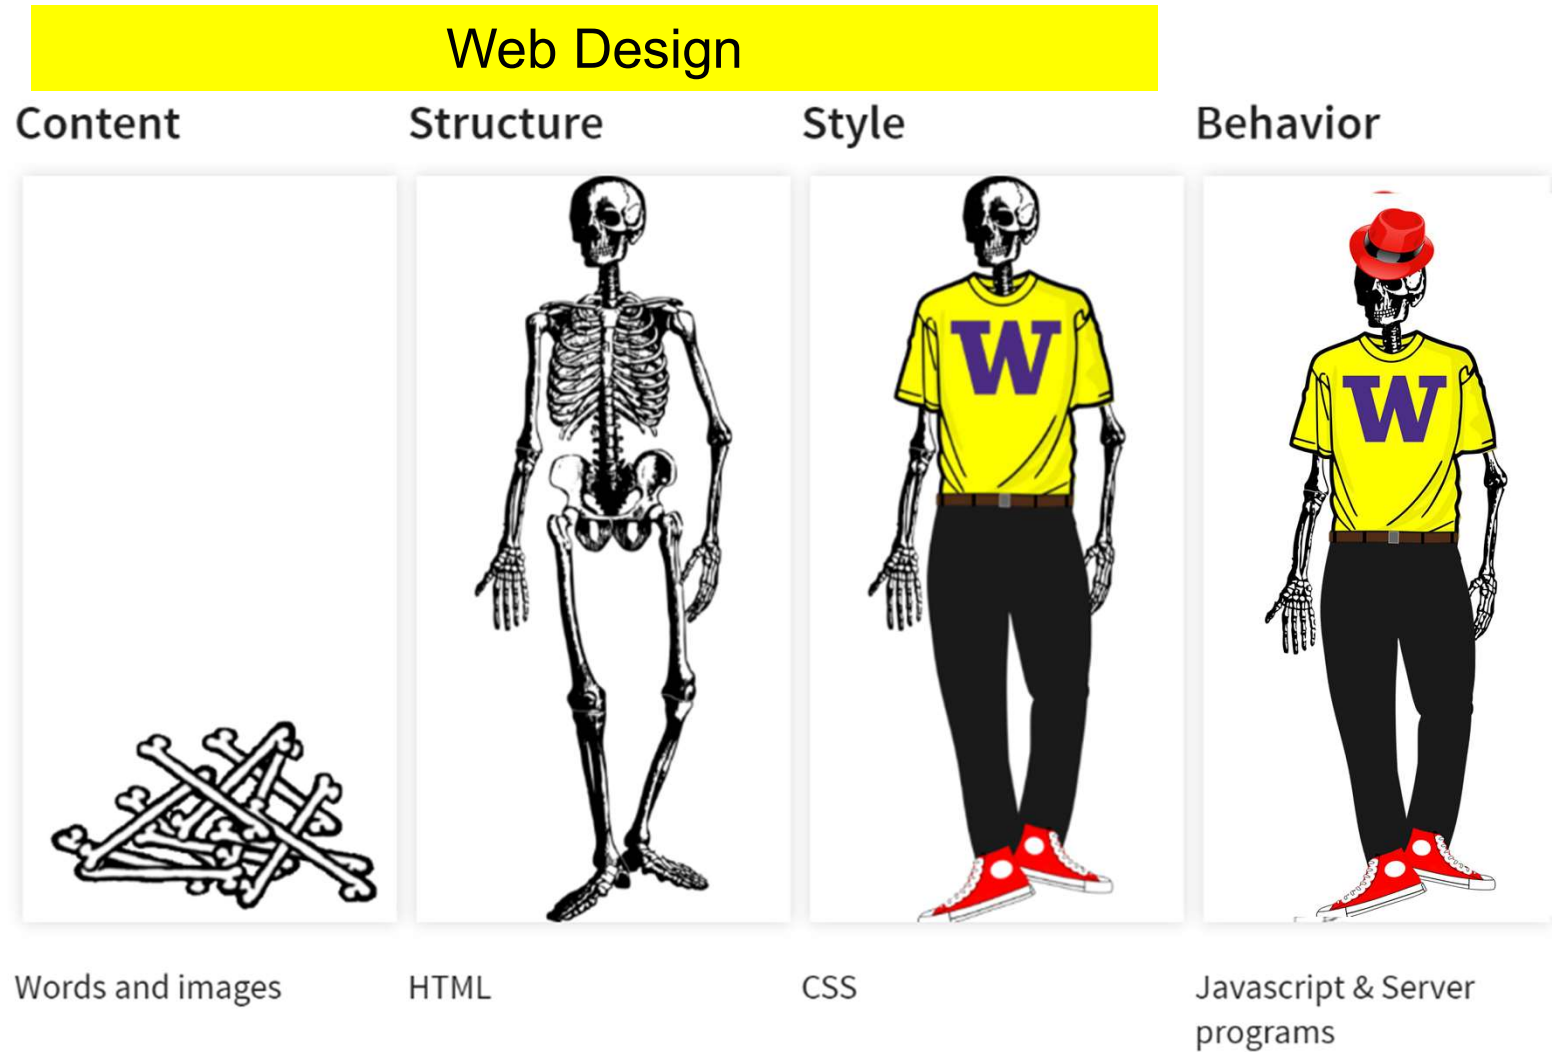 Web Design
Content
Structure
Style
Behavior
W
W
Words and images
HTML
CSS
Javascript & Server
programs